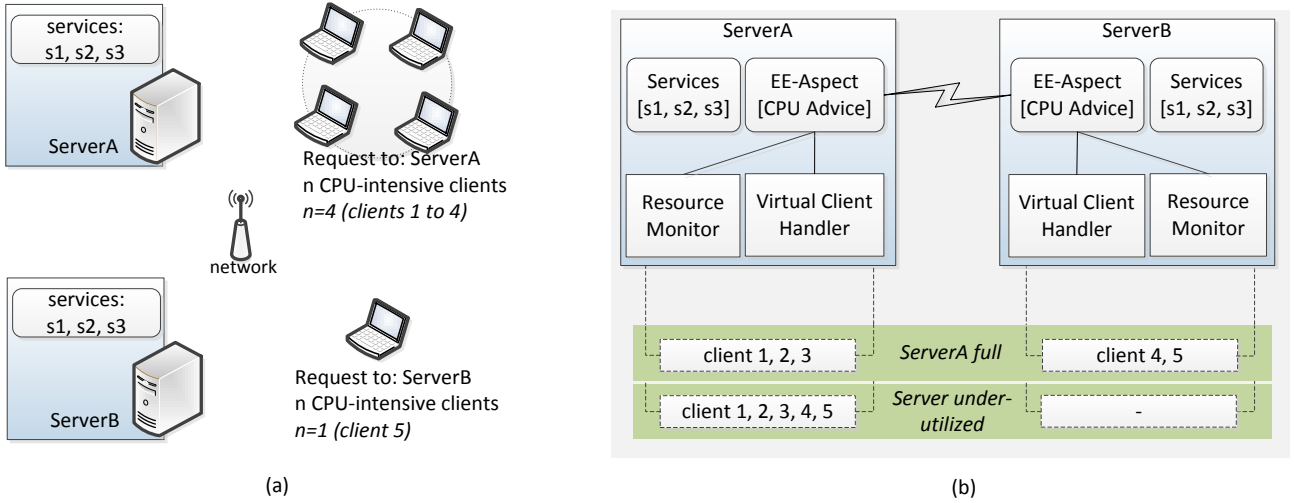 services:
s1, s2, s3
ServerA
Request to: ServerA
n CPU-intensive clients
n=4 (clients 1 to 4)
network
services:
s1, s2, s3
ServerB
Request to: ServerB
n CPU-intensive clients
n=1 (client 5)
(a)
ServerA
Services
[s1, s2, s3]
EE-Aspect
[CPU Advice]
Resource
Monitor
Virtual Client
Handler
ServerB
EE-Aspect
[CPU Advice]
Services
[s1, s2, s3]
Virtual Client
Handler
Resource
Monitor
client 1, 2, 3
ServerA full
client 4, 5
client 1, 2, 3, 4, 5
Server under-
utilized
-
(b)